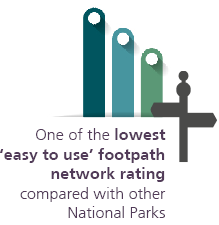 One of the lowest
‘easy to use’ footpath
network rating
compared with other
National Parks